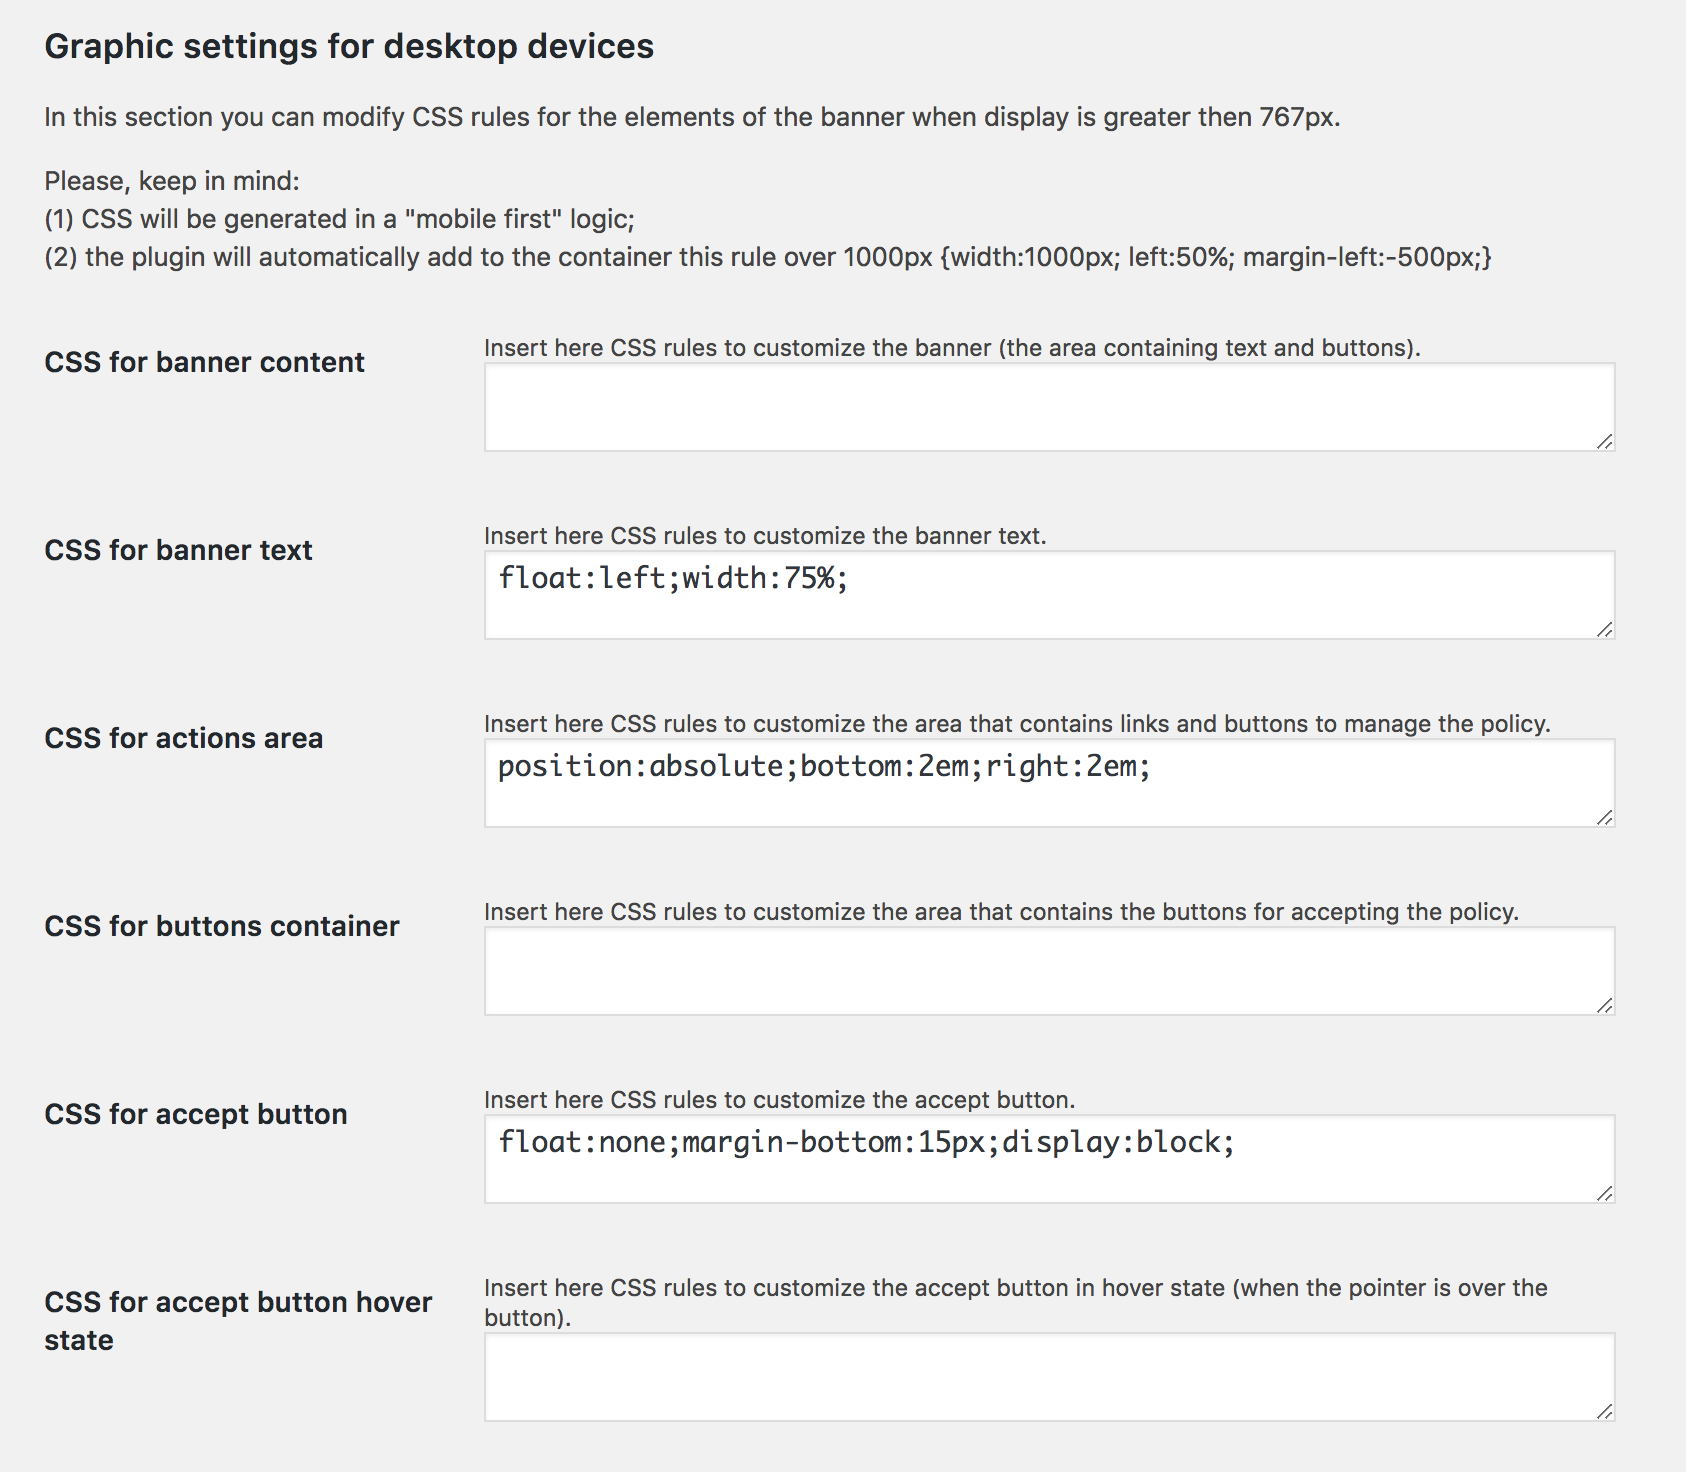 Graphic settings for desktop devices
In this section you can modify CSS rules for the elements of the banner when display is greater then 767px.
Please, keep in mind:
(1) CSS will be generated in a "mobile first" logic;
(2) the plugin will automatically add to the container this rule over 1000px {width:1000px; left:50%; margin-left:-500px;}
CSS for banner content
Insert here CSS rules to customize the banner (the area containing text and buttons).
CSS for banner text
Insert here CSS rules to customize the banner text.
float:left;width:75%;
CSS for actions area
Insert here CSS rules to customize the area that contains links and buttons to manage the policy.
position:absolute;bottom:2em;right:2em;
CSS for buttons container
Insert here CSS rules to customize the area that contains the buttons for accepting the policy.
CSS for accept button
Insert here CSS rules to customize the accept button.
float:none;margin-bottom:15px;display:block;
CSS for accept button hover
state
Insert here CSS rules to customize the accept button in hover state (when the pointer is over the
button).